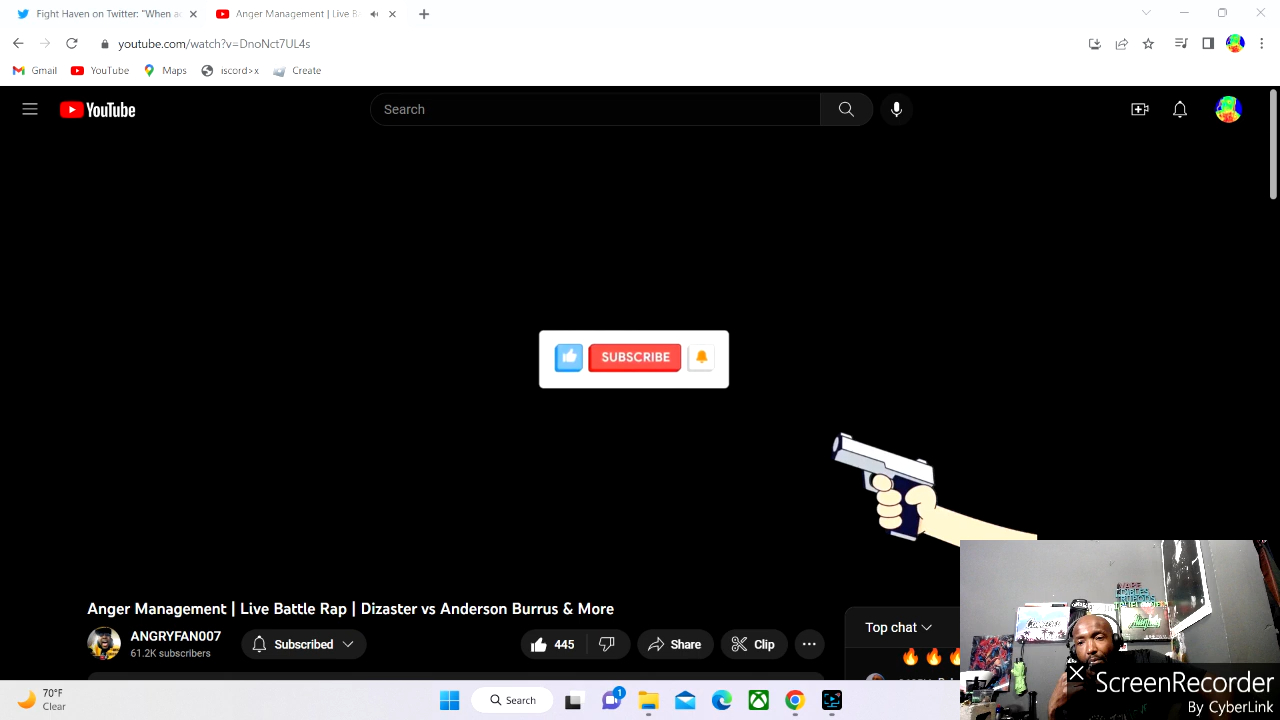 Fight Haven on Twitter: "When a
Anger Management | Live B
youtube.com/watch?v=DnoNct7UL4s
Gmail
YouTube
Maps
iscord>x
Create
YouTube
Search
SUBSCRIBE
Anger Management | Live Battle Rap | Dizaster vs Anderson Burrus & More
ANGRYFAN007
61.2K subscribers
Subscribed
445
Share
Clip
Top chat
70°F
Clear
Search
1
ScreenRecorder
By CyberLink